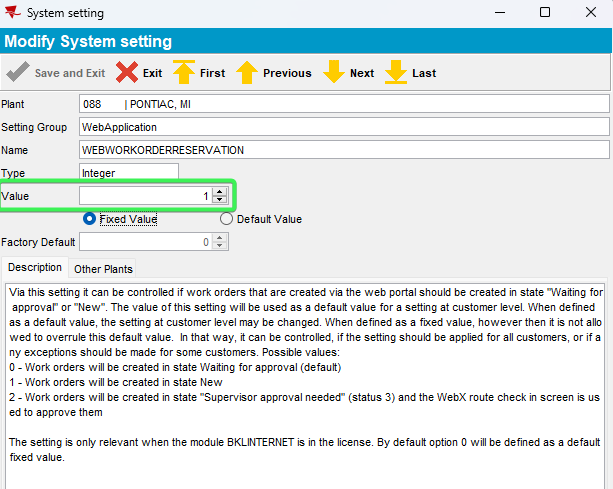 System setting
Modify System setting
Save and Exit Exit First Previous Next Last
Plant 088 | PONTIAC, MI
Setting Group WebApplication
Name WEBWORKORDERRESERVATION
Type Integer
Value 1
Fixed Value Default Value
Factory Default 0
Description Other Plants
Via this setting it can be controlled if work orders that are created via the web portal should be created in state "Waiting for
approval" or "New". The value of this setting will be used as a default value for a setting at customer level. When defined
as a default value, the setting at customer level may be changed. When defined as a fixed value, however then it is not allo
wed to overrule this default value.  In that way, it can be controlled, if the setting should be applied for all customers, or if a
ny exceptions should be made for some customers. Possible values:
0 - Work orders will be created in state Waiting for approval (default)
1 - Work orders will be created in state New
2 - Work orders will be created in state "Supervisor approval needed" (status 3) and the WebX route check in screen is us
ed to approve them
The setting is only relevant when the module BKLINTERNET is in the license. By default option 0 will be defined as a default
fixed value.